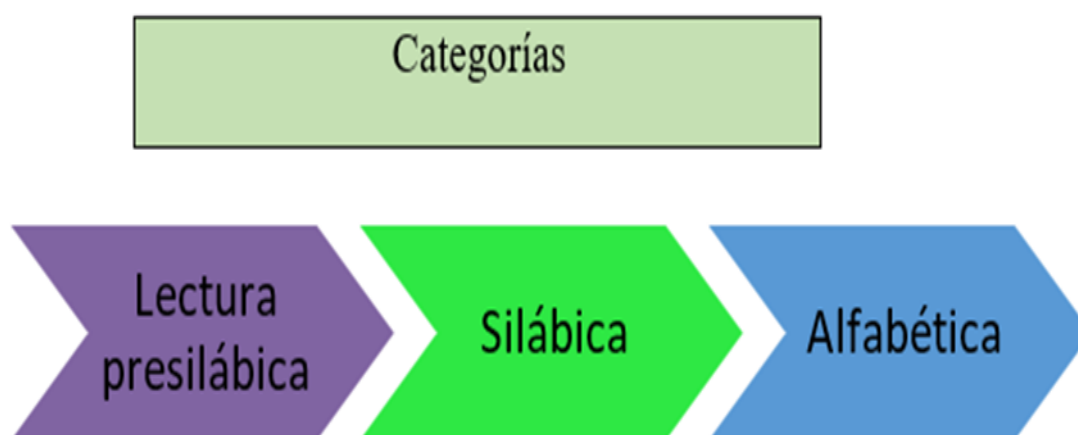 Categorías
Lectura
presilábica
Silábica
Alfabética